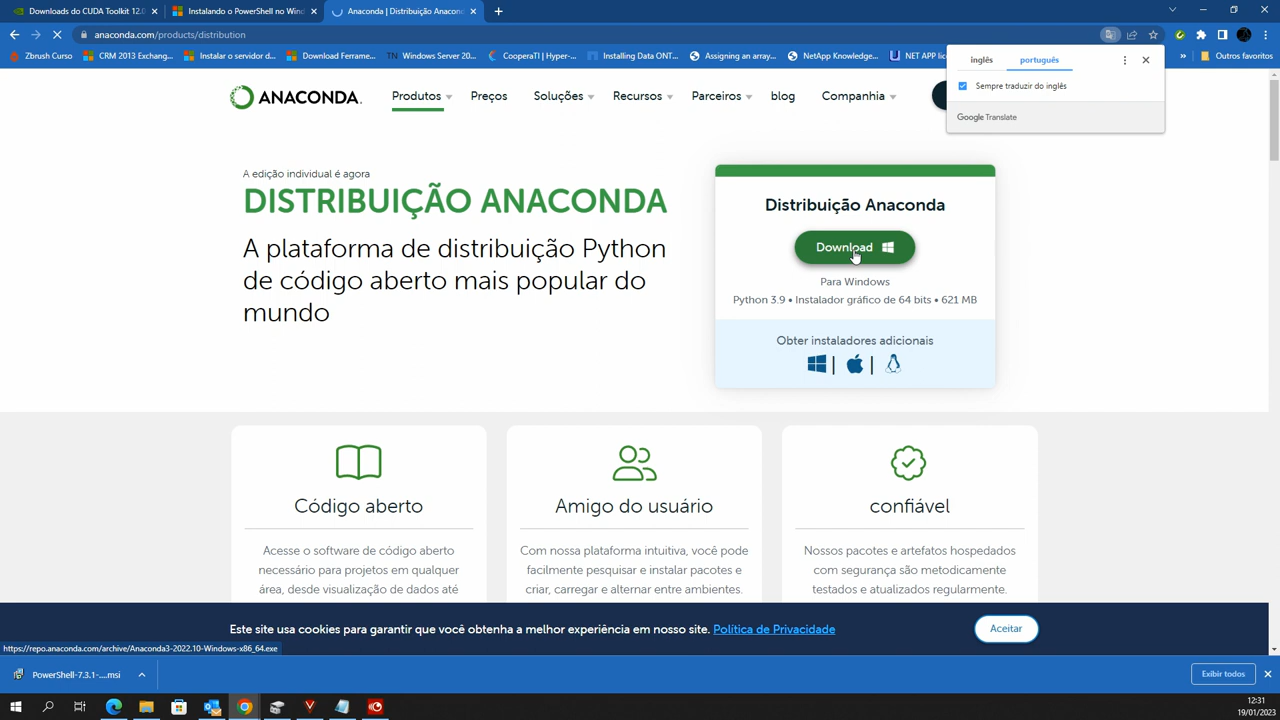 Downloads do CUDA Toolkit 12.0
Instalando o PowerShell no Wind
Anaconda | Distribuição Anacond
anaconda.com/products/distribution
Zbrush Curso
CRM 2013 Exchang...
Instalar o servidor d...
Download Ferrame...
TN Windows Server 20...
CooperaTI | Hyper-...
Installing Data ONT...
Assigning an array...
NetApp Knowledge...
NET APP lic
»
Outros favoritos
inglês
português
Sempre traduzir do inglês
Google Translate
ANACONDA.
Produtos
Preços
Soluções
Recursos
Parceiros
blog
Companhia
A edição individual é agora
DISTRIBUIÇÃO ANACONDA
A plataforma de distribuição Python
de código aberto mais popular do
mundo
Distribuição Anaconda
Download
Para Windows
Python 3.9 • Instalador gráfico de 64 bits • 621 MB
Obter instaladores adicionais
| |
Código aberto
Acesse o software de código aberto
necessário para projetos em qualquer
área, desde visualização de dados até
Amigo do usuário
Com nossa plataforma intuitiva, você pode
facilmente pesquisar e instalar pacotes e
criar, carregar e alternar entre ambientes.
confiável
Nossos pacotes e artefatos hospedados
com segurança são metodicamente
testados e atualizados regularmente.
Este site usa cookies para garantir que você obtenha a melhor experiência em nosso site. Política de Privacidade
Aceitar
https://repo.anaconda.com/archive/Anaconda3-2022.10-Windows-x86_64.exe
PowerShell-7.3.1-....msi
Exibir todos
12:31
19/01/2023